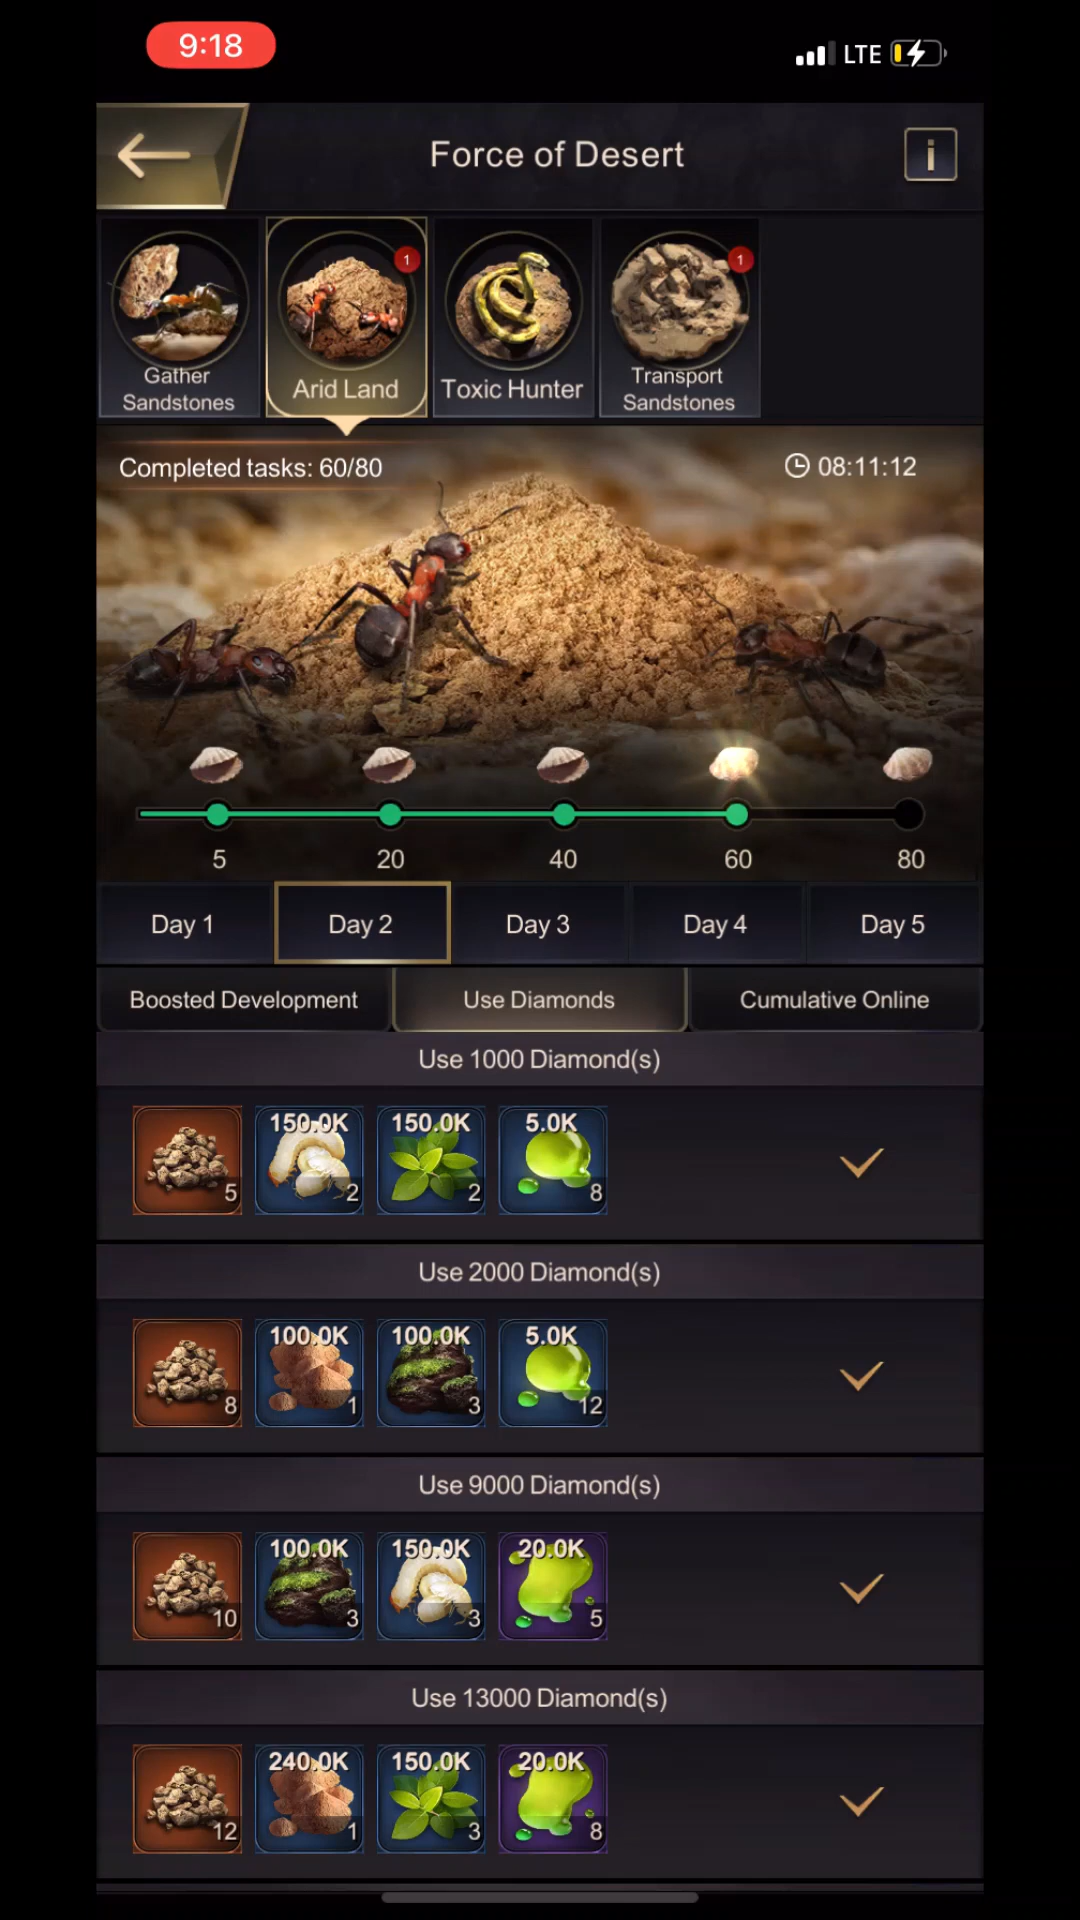 9:18
LTE
Force of Desert
i
1
1
Gather
Sandstones
Arid Land
Toxic Hunter
Transport
Sandstones
Completed tasks: 60/80
08:11:12
5 20 40 60 80
Day 1 Day 2 Day 3 Day 4 Day 5
Boosted Development Use Diamonds Cumulative Online
Use 1000 Diamond(s)
150.0K 150.0K 5.0K
5 2 2 8
Use 2000 Diamond(s)
100.0K 100.0K 5.0K
8 1 3 12
Use 9000 Diamond(s)
100.0K 150.0K 20.0K
10 3 3 5
Use 13000 Diamond(s)
240.0K 150.0K 20.0K
12 1 3 8